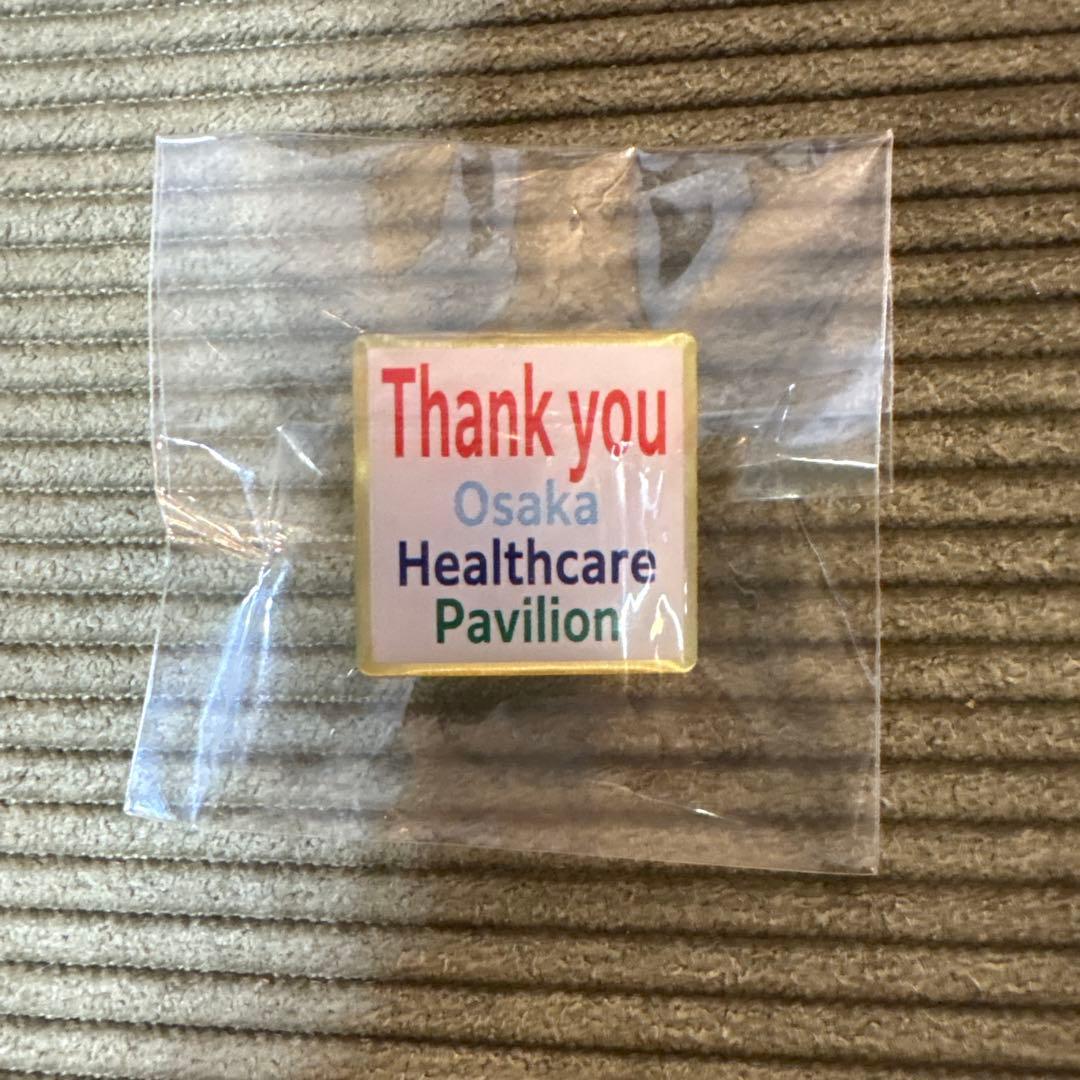 Thank you
Osaka
Healthcare
Pavilion